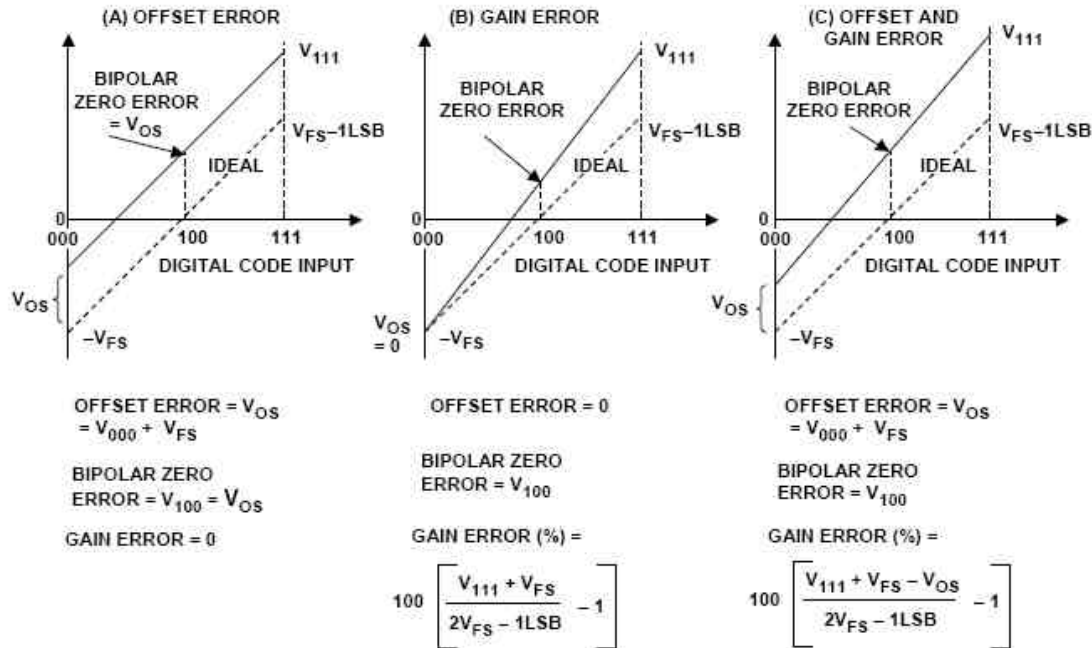 (A) OFFSET ERROR
V111
BIPOLAR
ZERO ERROR
= VOS
VFS–1LSB
IDEAL
0
000
100
111
DIGITAL CODE INPUT
VOS
–VFS
OFFSET ERROR = VOS
= V000 + VFS
BIPOLAR ZERO
ERROR = V100 = VOS
GAIN ERROR = 0
(B) GAIN ERROR
V111
BIPOLAR
ZERO ERROR
VFS–1LSB
IDEAL
0
000
100
111
DIGITAL CODE INPUT
VOS
= 0
–VFS
OFFSET ERROR = 0
BIPOLAR ZERO
ERROR = V100
GAIN ERROR (%) =
100 [ V111 + VFS
2VFS – 1LSB – 1 ]
(C) OFFSET AND
GAIN ERROR
V111
BIPOLAR
ZERO ERROR
VFS–1LSB
IDEAL
0
000
100
111
DIGITAL CODE INPUT
VOS
–VFS
OFFSET ERROR = VOS
= V000 + VFS
BIPOLAR ZERO
ERROR = V100
GAIN ERROR (%) =
100 [ V111 + VFS – VOS
2VFS – 1LSB – 1 ]